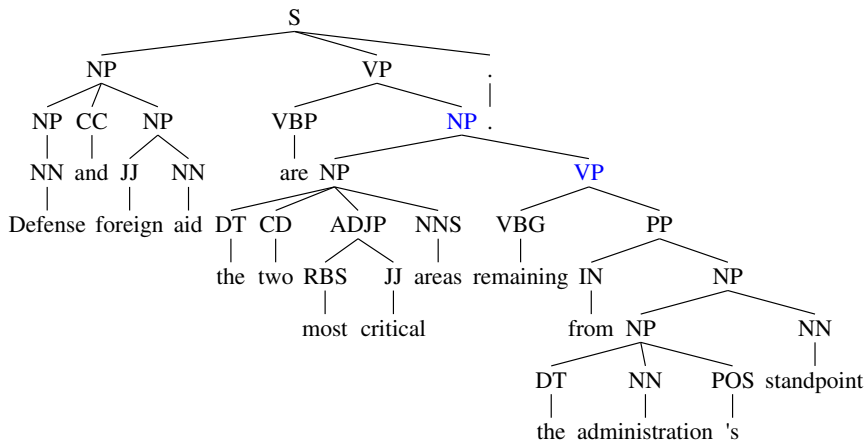 S
NP VP .
NP CC NP VBP NP .
NN and JJ NN are NP VP
Defense foreign aid DT CD ADJP NNS VBG PP
the two RBS JJ areas remaining IN NP
most critical from NP NN
DT NN POS standpoint
the administration 's